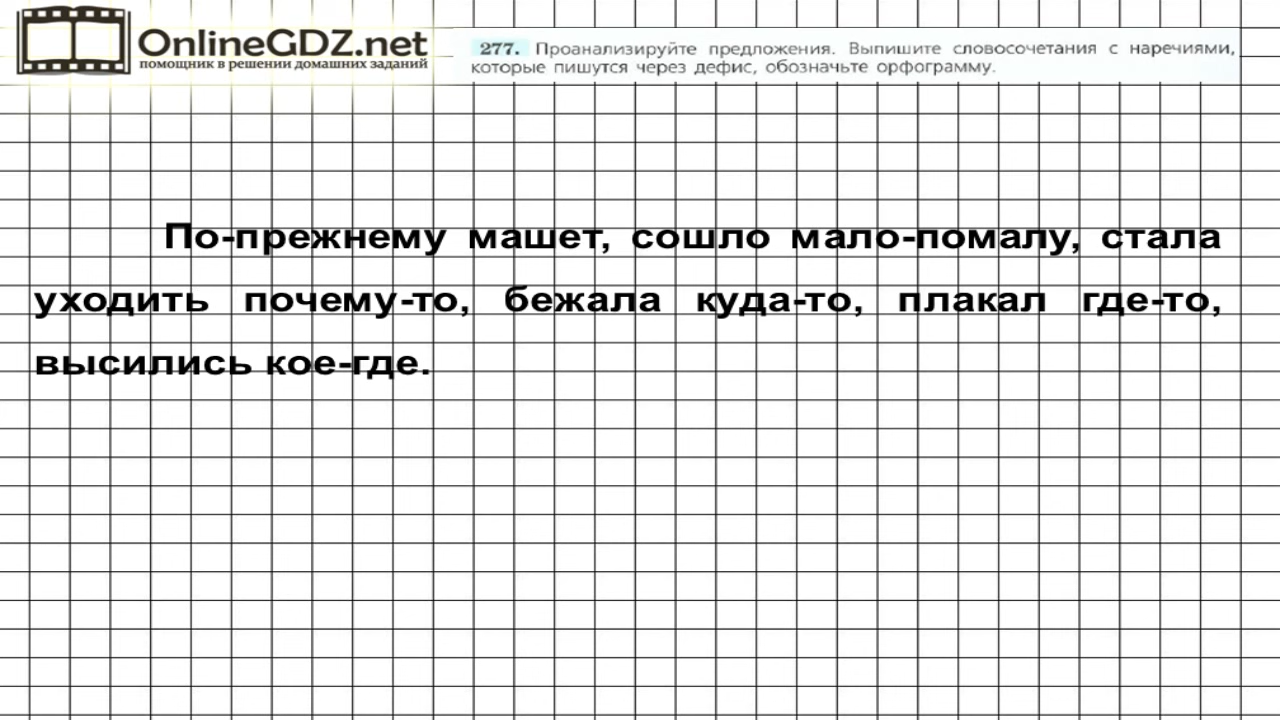 OnlineGDZ.net
помощник в решении домашних заданий
277. Проанализируйте предложения. Выпишите словосочетания с наречиями,
которые пишутся через дефис, обозначьте орфограмму.
По-прежнему машет, сошло мало-помалу, стала
уходить почему-то, бежала куда-то, плакал где-то,
высились кое-где.